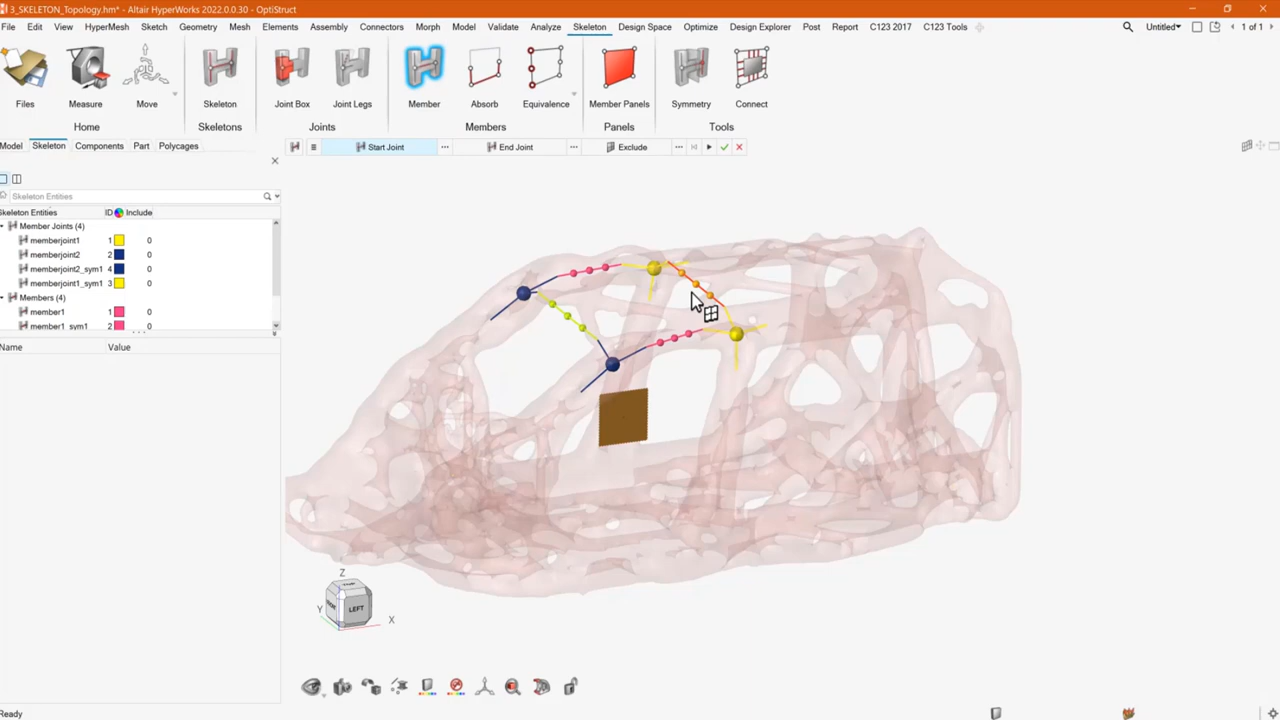 3_SKELETON_Topology.hm* - Altair HyperWorks 2022.0.0.30 - OptiStruct
File Edit View HyperMesh Sketch Geometry Mesh Elements Assembly Connectors Morph Model Validate Analyze Skeleton Design Space Optimize Design Explorer Post Report C123 2017 C123 Tools Untitled 1 of 1
Files Measure Move Skeleton Joint Box Joint Legs Member Absorb Equivalence Member Panels Symmetry Connect
Home Skeletons Joints Members Panels Tools
Model Skeleton Components Part Polycages Start Joint ... End Joint ... Exclude ...
Skeleton Entities
Skeleton Entities ID Include
Member Joints (4)
memberjoint1 1 0
memberjoint2 2 0
memberjoint2_sym1 4 0
memberjoint1_sym1 3 0
Members (4)
member1 1 0
member1_sym1 2 0
Name Value
Z
Y
X
LEFT
Ready